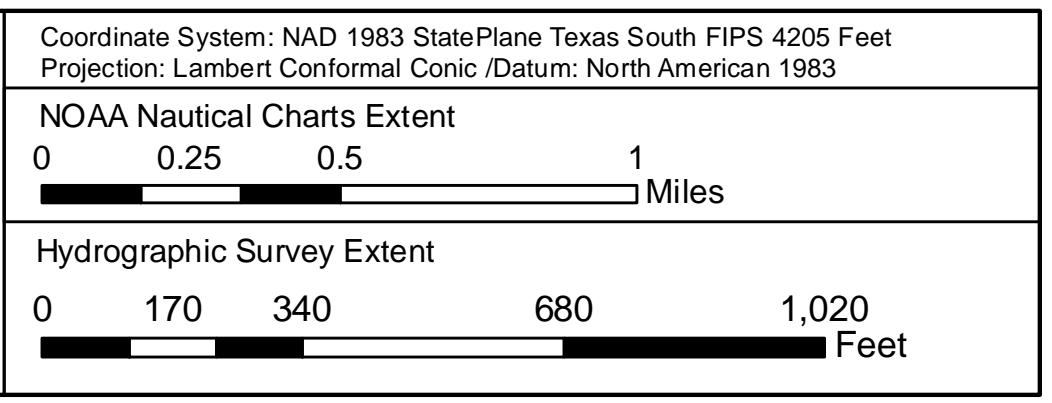 Coordinate System: NAD 1983 StatePlane Texas South FIPS 4205 Feet
Projection: Lambert Conformal Conic /Datum: North American 1983
NOAA Nautical Charts Extent
0 0.25 0.5 1
Miles
Hydrographic Survey Extent
0 170 340 680 1,020
Feet